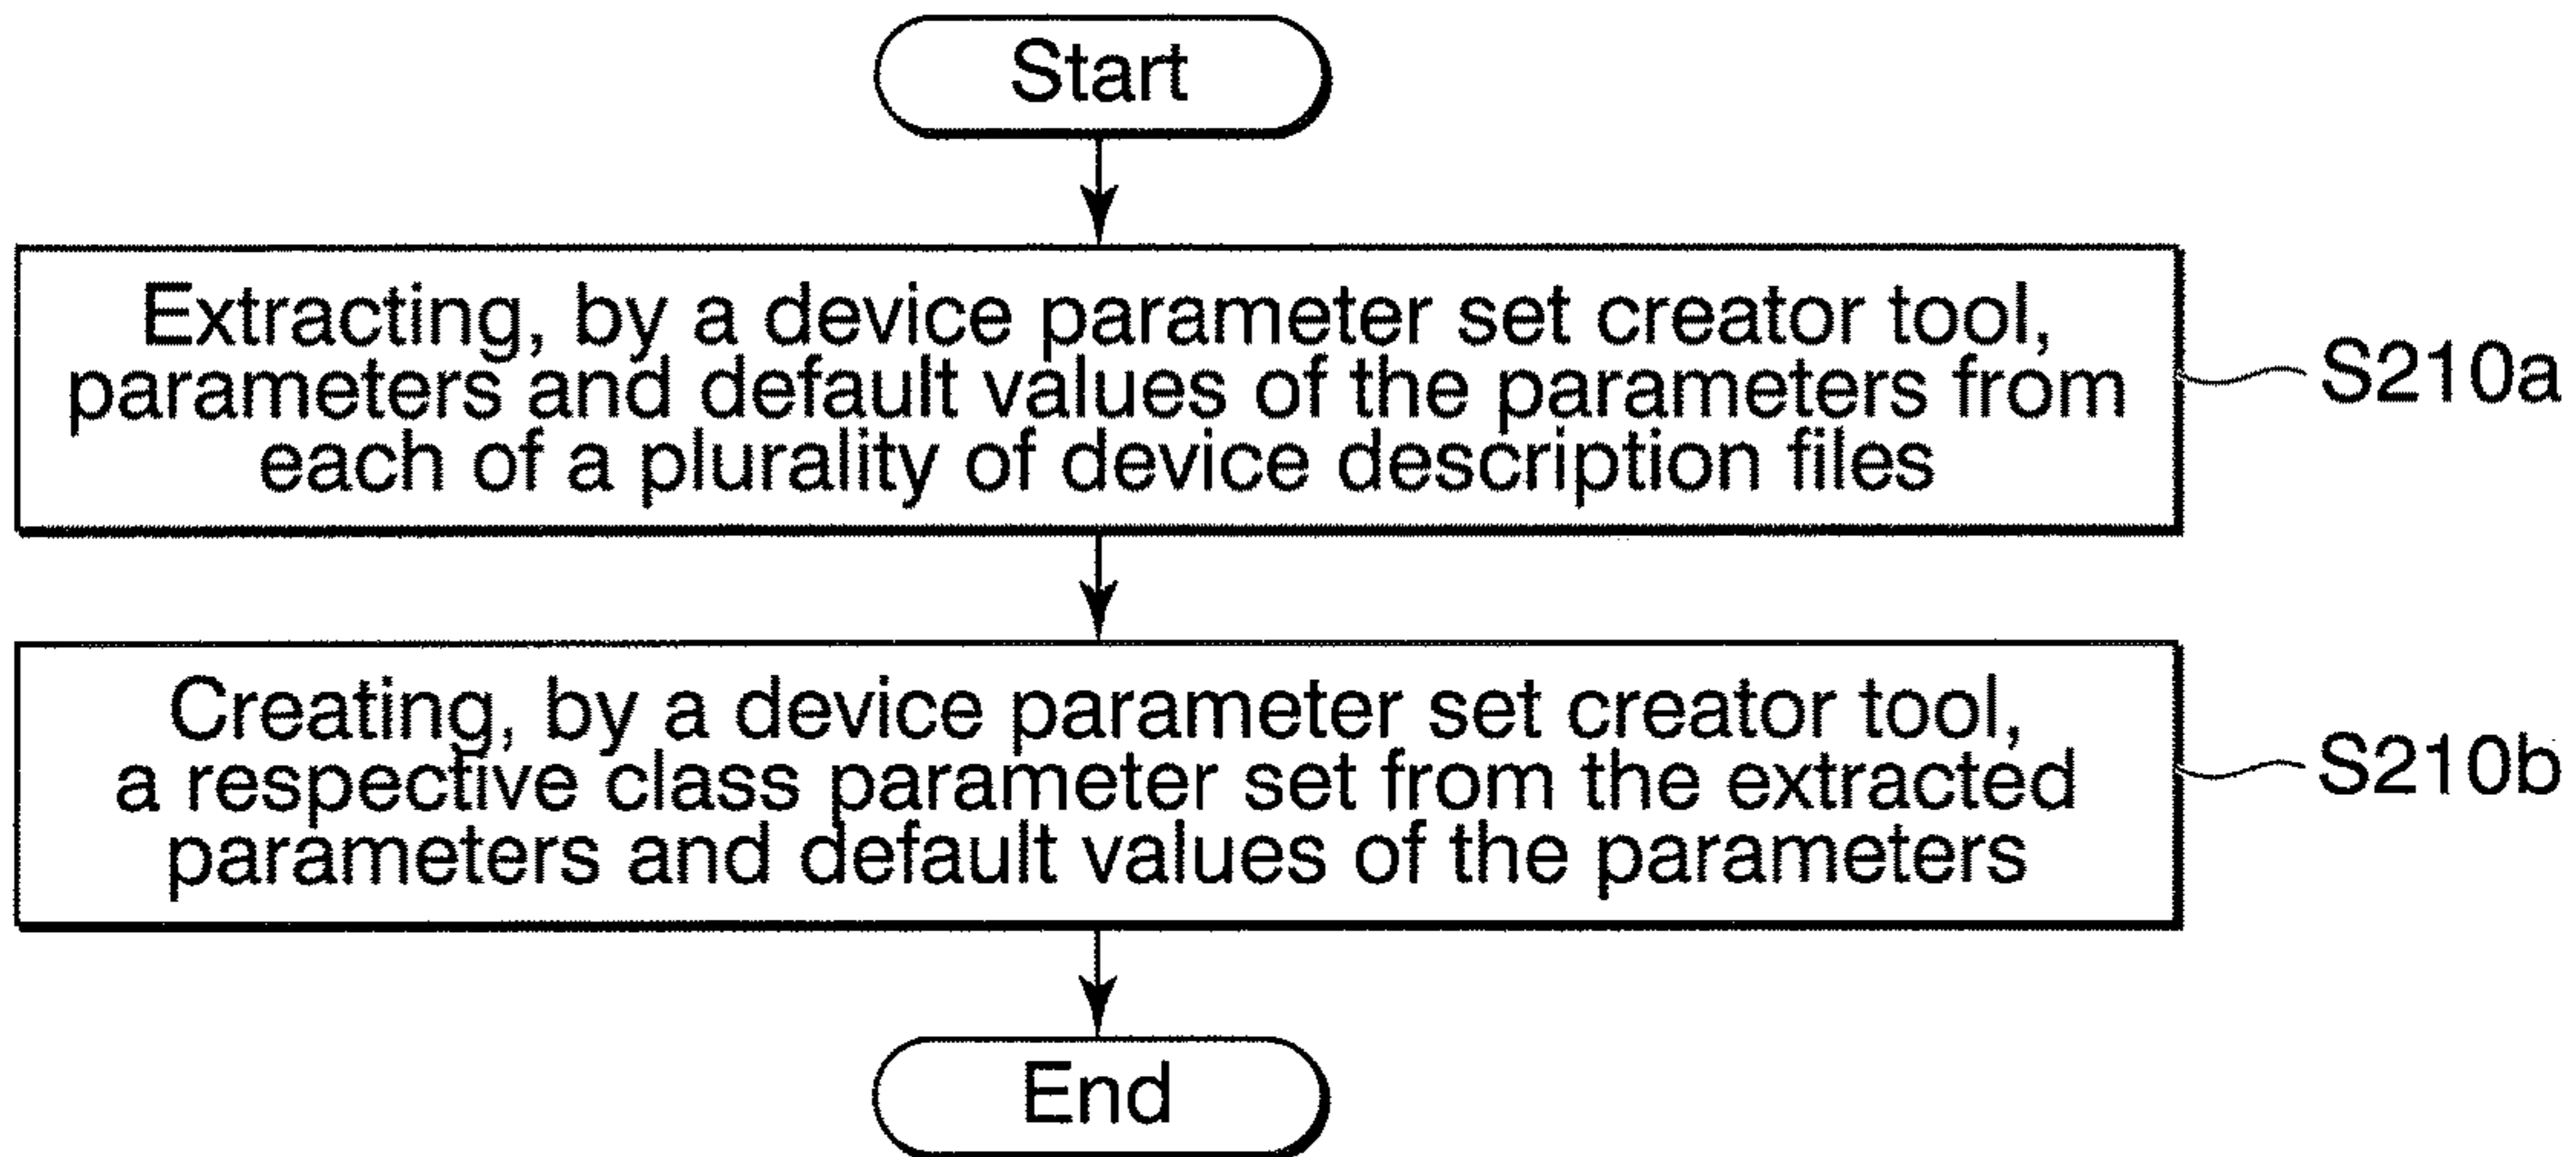 Start
Extracting, by a device parameter set creator tool,
parameters and default values of the parameters from
each of a plurality of device description files
S210a
Creating, by a device parameter set creator tool,
a respective class parameter set from the extracted
parameters and default values of the parameters
S210b
End